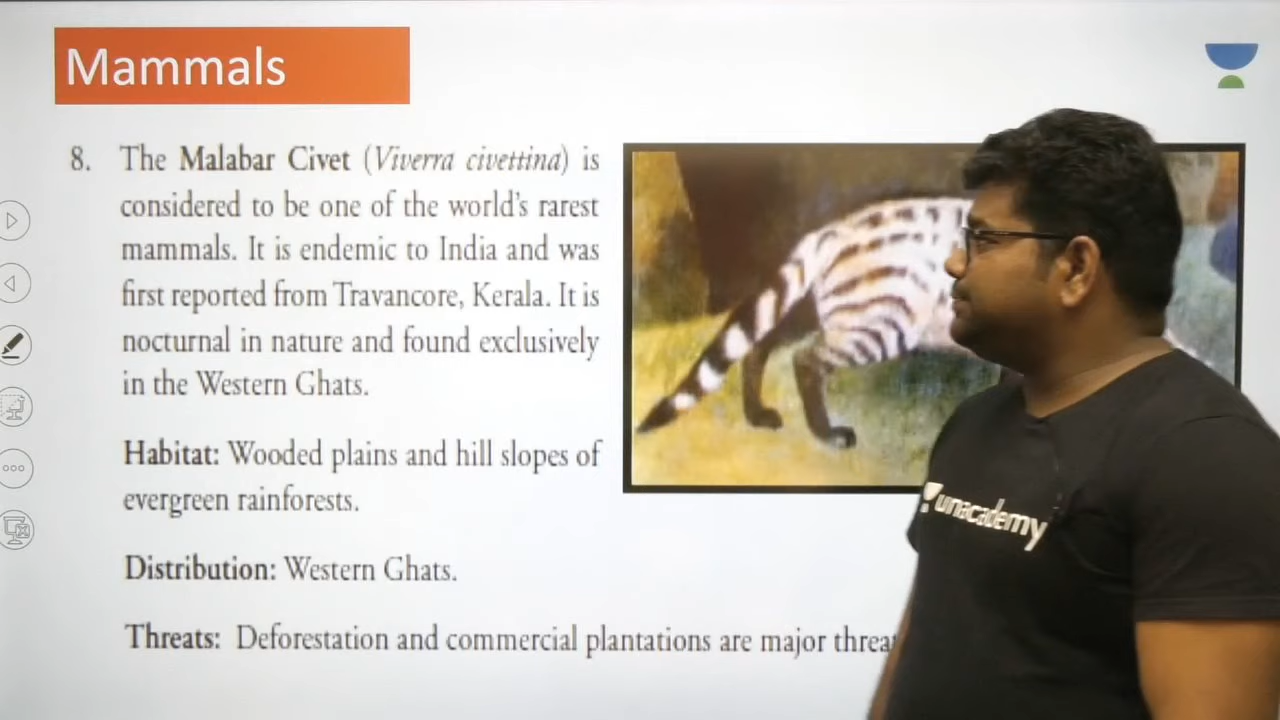 Mammals
8. The Malabar Civet (Viverra civettina) is
considered to be one of the world's rarest
mammals. It is endemic to India and was
first reported from Travancore, Kerala. It is
nocturnal in nature and found exclusively
in the Western Ghats.
Habitat: Wooded plains and hill slopes of
evergreen rainforests.
Distribution: Western Ghats.
Threats: Deforestation and commercial plantations are major
unacademy